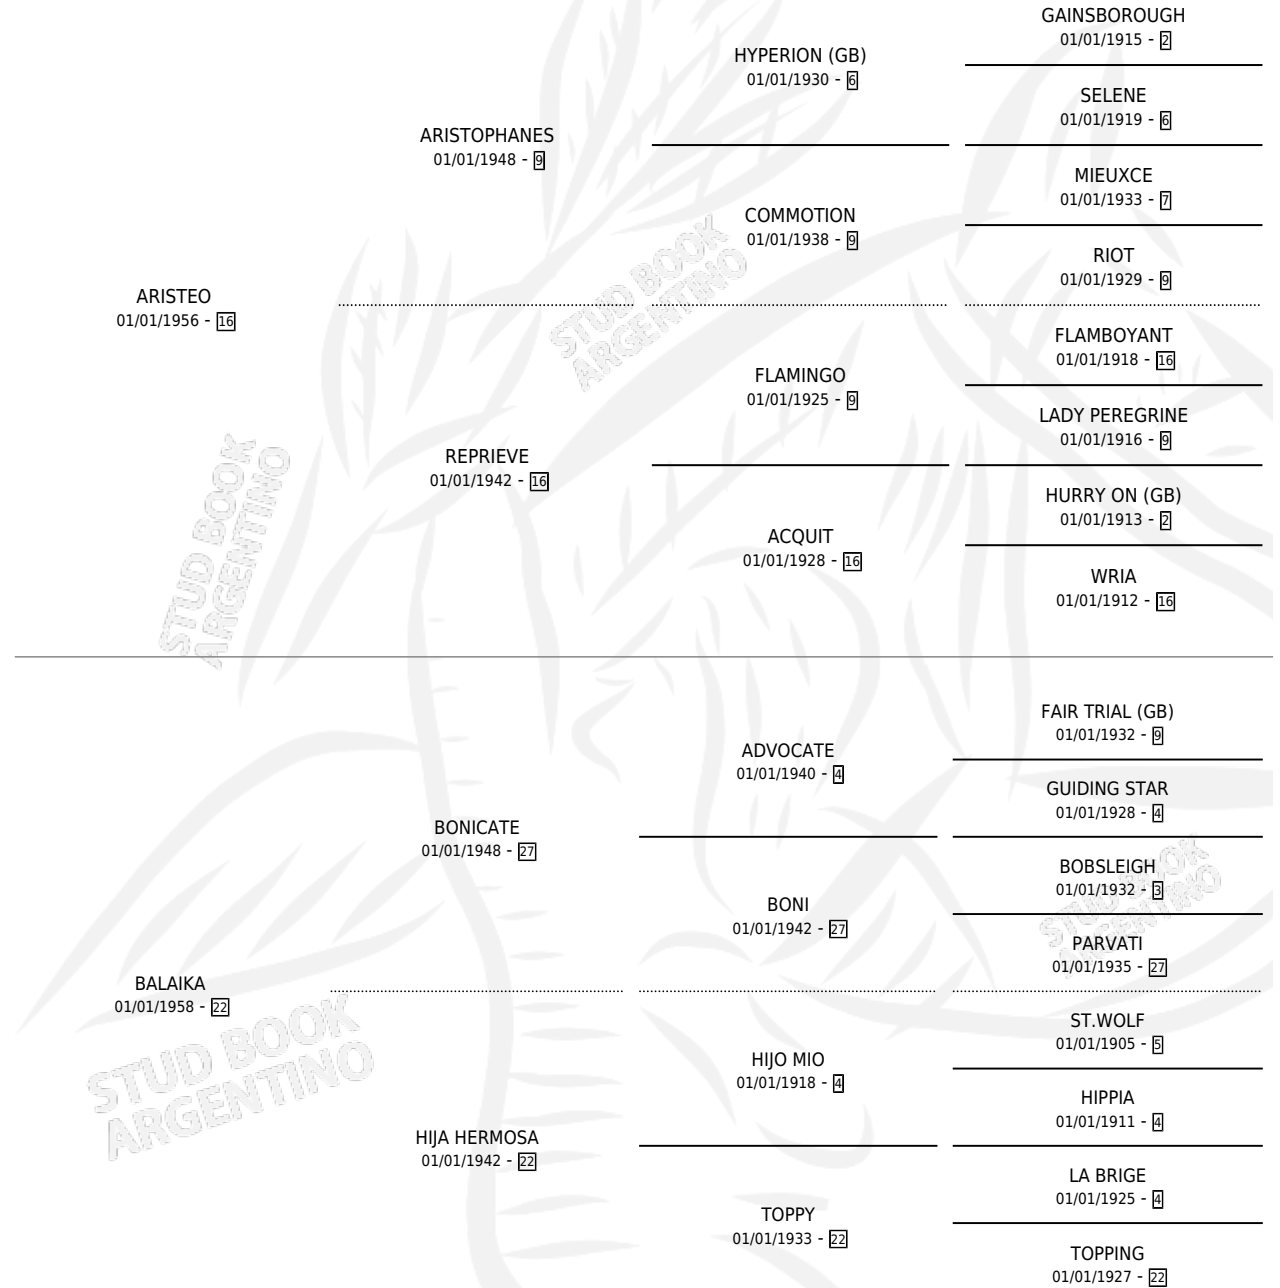 GAINSBOROUGH
01/01/1915 - 2
HYPERION (GB)
01/01/1930 - 6
SELENE
01/01/1919 - 6
ARISTOPHANES
01/01/1948 - 9
MIEUXCE
01/01/1933 - 7
COMMOTION
01/01/1938 - 9
RIOT
01/01/1929 - 9
ARISTEO
01/01/1956 - 16
FLAMBOYANT
01/01/1918 - 16
FLAMINGO
01/01/1925 - 9
LADY PEREGRINE
01/01/1916 - 9
REPRIEVE
01/01/1942 - 16
HURRY ON (GB)
01/01/1913 - 2
ACQUIT
01/01/1928 - 16
WRIA
01/01/1912 - 16
STUD BOOK
ARGENTINO
STUD BOOK
ARGENTINO
FAIR TRIAL (GB)
01/01/1932 - 9
ADVOCATE
01/01/1940 - 4
GUIDING STAR
01/01/1928 - 4
BONICATE
01/01/1948 - 27
BOBSLEIGH
01/01/1932 - 3
BONI
01/01/1942 - 27
PARVATI
01/01/1935 - 27
BALAIKA
01/01/1958 - 22
ST.WOLF
01/01/1905 - 5
HIJO MIO
01/01/1918 - 4
HIPPIA
01/01/1911 - 4
HIJA HERMOSA
01/01/1942 - 22
LA BRIGE
01/01/1925 - 4
TOPPY
01/01/1933 - 22
TOPPING
01/01/1927 - 22
STUD BOOK
ARGENTINO
STUD BOOK
ARGENTINO